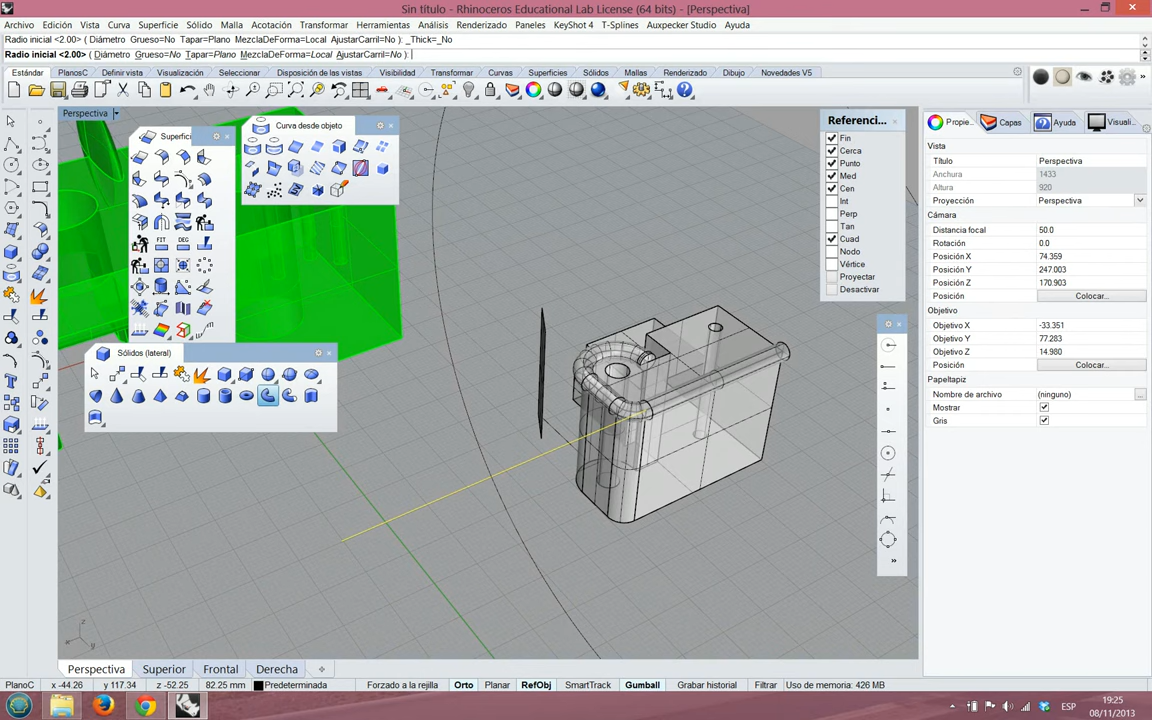 Sin título - Rhinoceros Educational Lab License (64 bits) - [Perspectiva]
Archivo Edición Vista Curva Superficie Sólido Malla Acotación Transformar Herramientas Análisis Renderizado Paneles KeyShot 4 T-Splines Auxpecker Studio Ayuda
Radio inicial <2.00> ( Diámetro Grueso=No Tapar=Plano MezclaDeForma=Local AjustarCarril=No ): _Thick=_No
Radio inicial <2.00> ( Diámetro Grueso=No Tapar=Plano MezclaDeForma=Local AjustarCarril=No ):
Estándar PlanosC Definir vista Visualización Seleccionar Disposición de las vistas Visibilidad Transformar Curvas Superficies Sólidos Mallas Renderizado Dibujo Novedades V5
Perspectiva
Superfici
Curva desde objeto
FIT DEG
Sólidos (lateral)
Referenci...
Fin
Cerca
Punto
Med
Cen
Int
Perp
Tan
Cuad
Nodo
Vértice
Proyectar
Desactivar
Propie... Capas Ayuda Visuali...
Vista
Título Perspectiva
Anchura 1433
Altura 920
Proyección Perspectiva
Cámara
Distancia focal 50.0
Rotación 0.0
Posición X 74.359
Posición Y 247.003
Posición Z 170.903
Posición Colocar...
Objetivo
Objetivo X -33.351
Objetivo Y 77.283
Objetivo Z 14.980
Posición Colocar...
Papeltapiz
Nombre de archivo (ninguno) ...
Mostrar
Gris
z
x y
Perspectiva Superior Frontal Derecha
PlanoC x -44.26 y 117.34 z -52.25 82.25 mm Predeterminada Forzado a la rejilla Orto Planar RefObj SmartTrack Gumball Grabar historial Filtrar Uso de memoria: 426 MB
ESP
19:25
08/11/2013